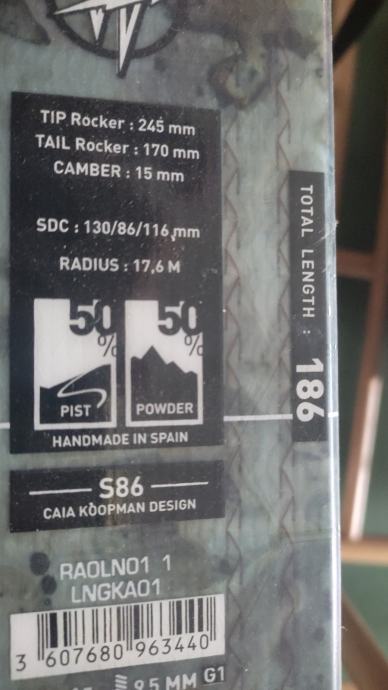 TIP Rocker : 245 mm
TAIL Rocker : 170 mm
CAMBER : 15 mm
SDC : 130/86/116 mm
RADIUS : 17,6 M
50 %
PIST
50 %
POWDER
HANDMADE IN SPAIN
TOTAL LENGTH : 186
S86
CAIA KOOPMAN DESIGN
RAOLN01 1
LNGKA01
3 607680 963440
95 MM G1